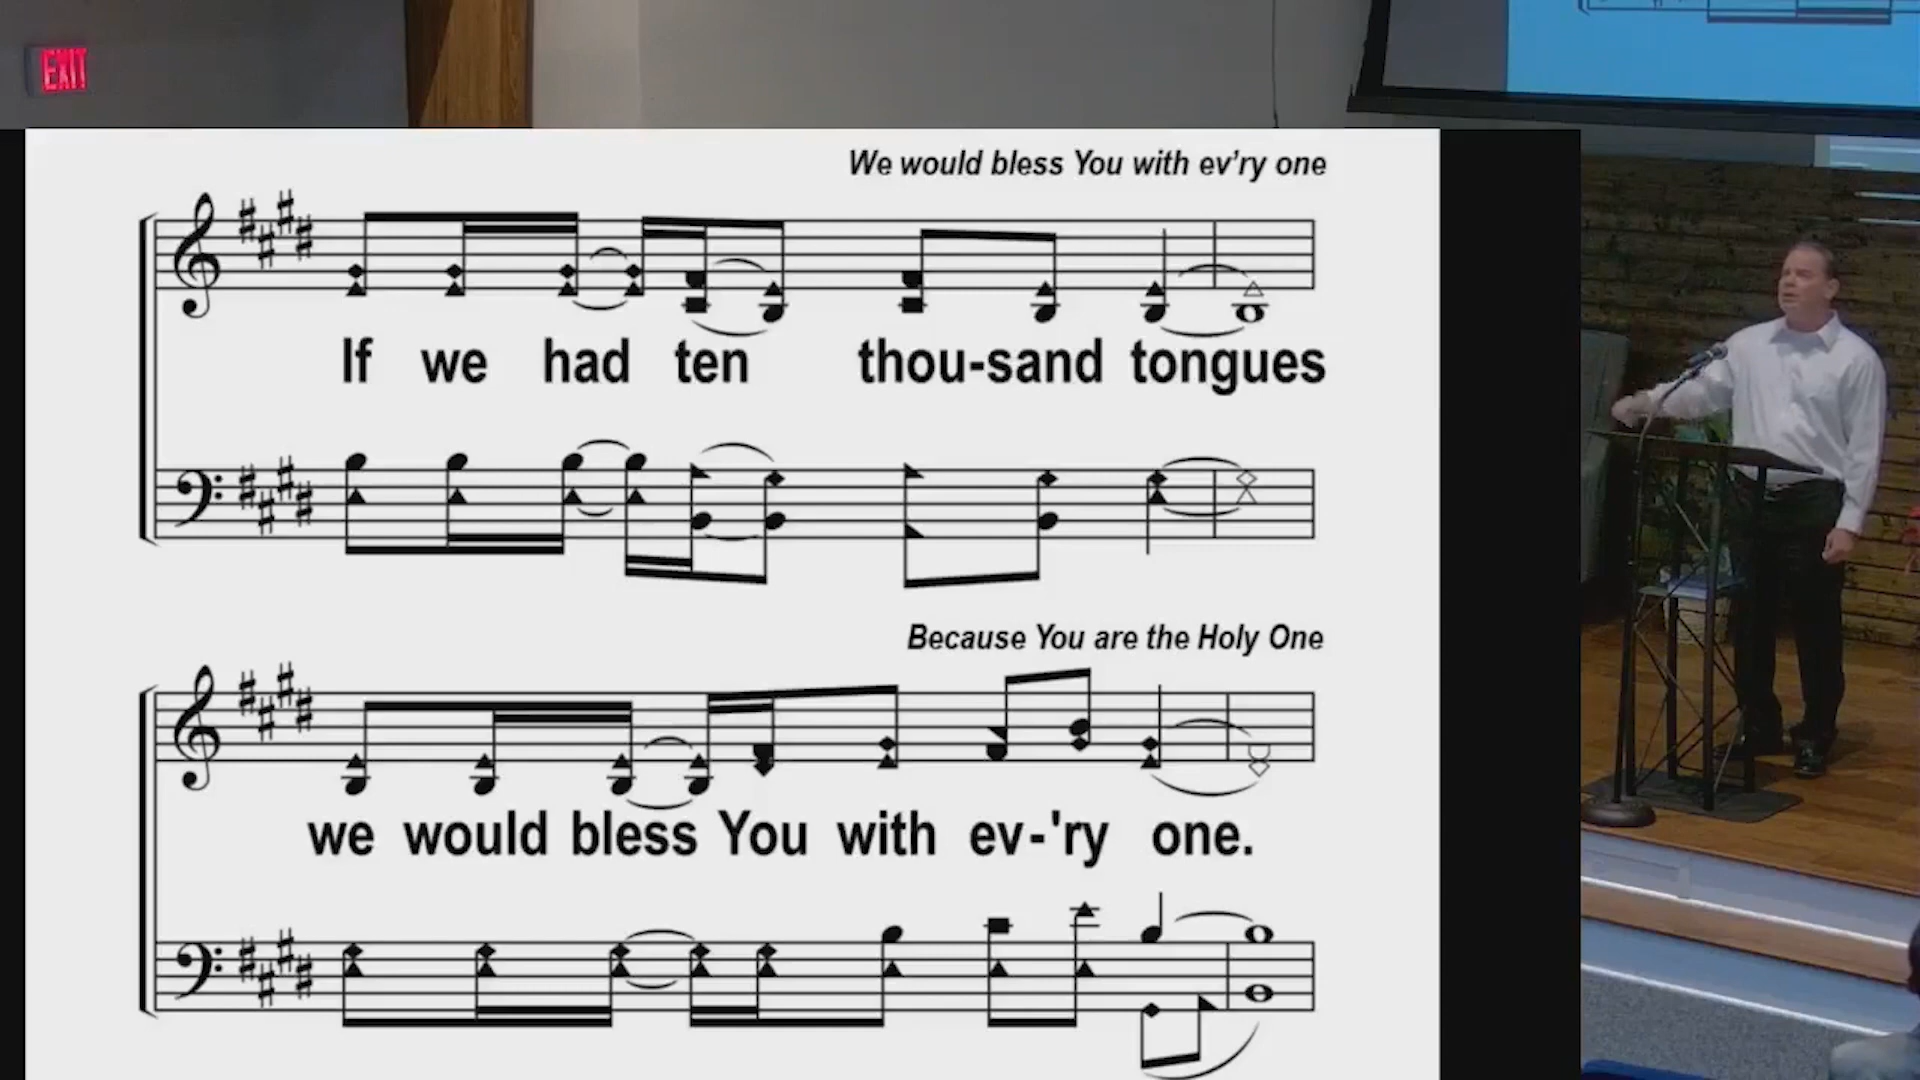 EXIT
We would bless You with ev’ry one
If we had ten thou-sand tongues
Because You are the Holy One
we would bless You with ev-'ry one.